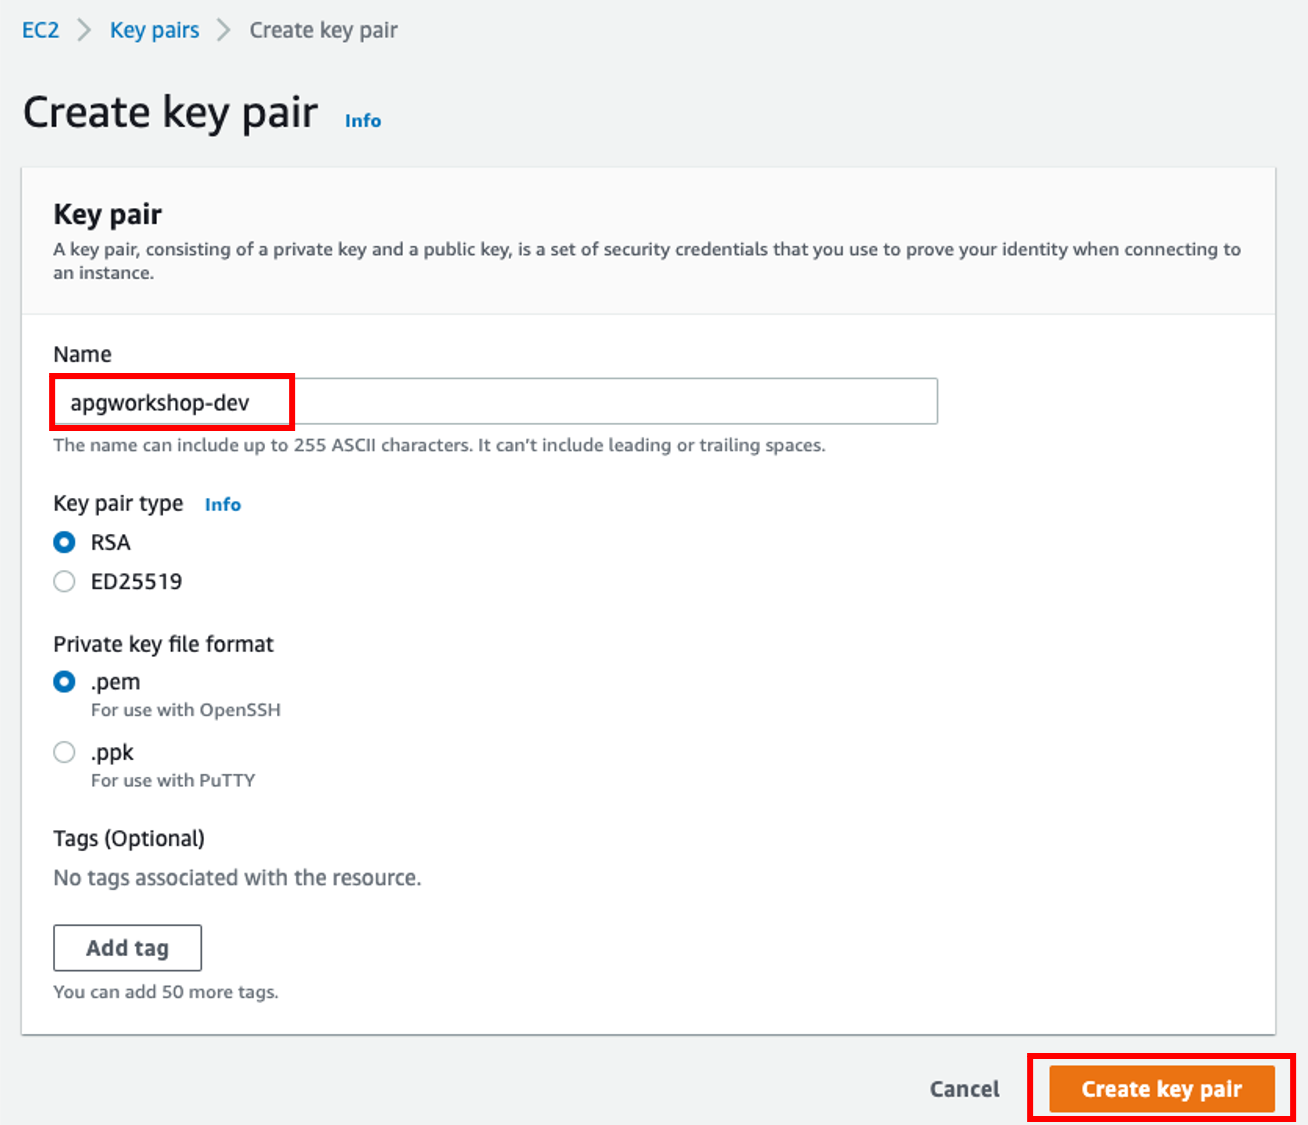 EC2 > Key pairs > Create key pair
Create key pair Info
Key pair
A key pair, consisting of a private key and a public key, is a set of security credentials that you use to prove your identity when connecting to
an instance.
Name
apgworkshop-dev
The name can include up to 255 ASCII characters. It can't include leading or trailing spaces.
Key pair type Info
RSA
ED25519
Private key file format
.pem
For use with OpenSSH
.ppk
For use with PuTTY
Tags (Optional)
No tags associated with the resource.
Add tag
You can add 50 more tags.
Cancel Create key pair